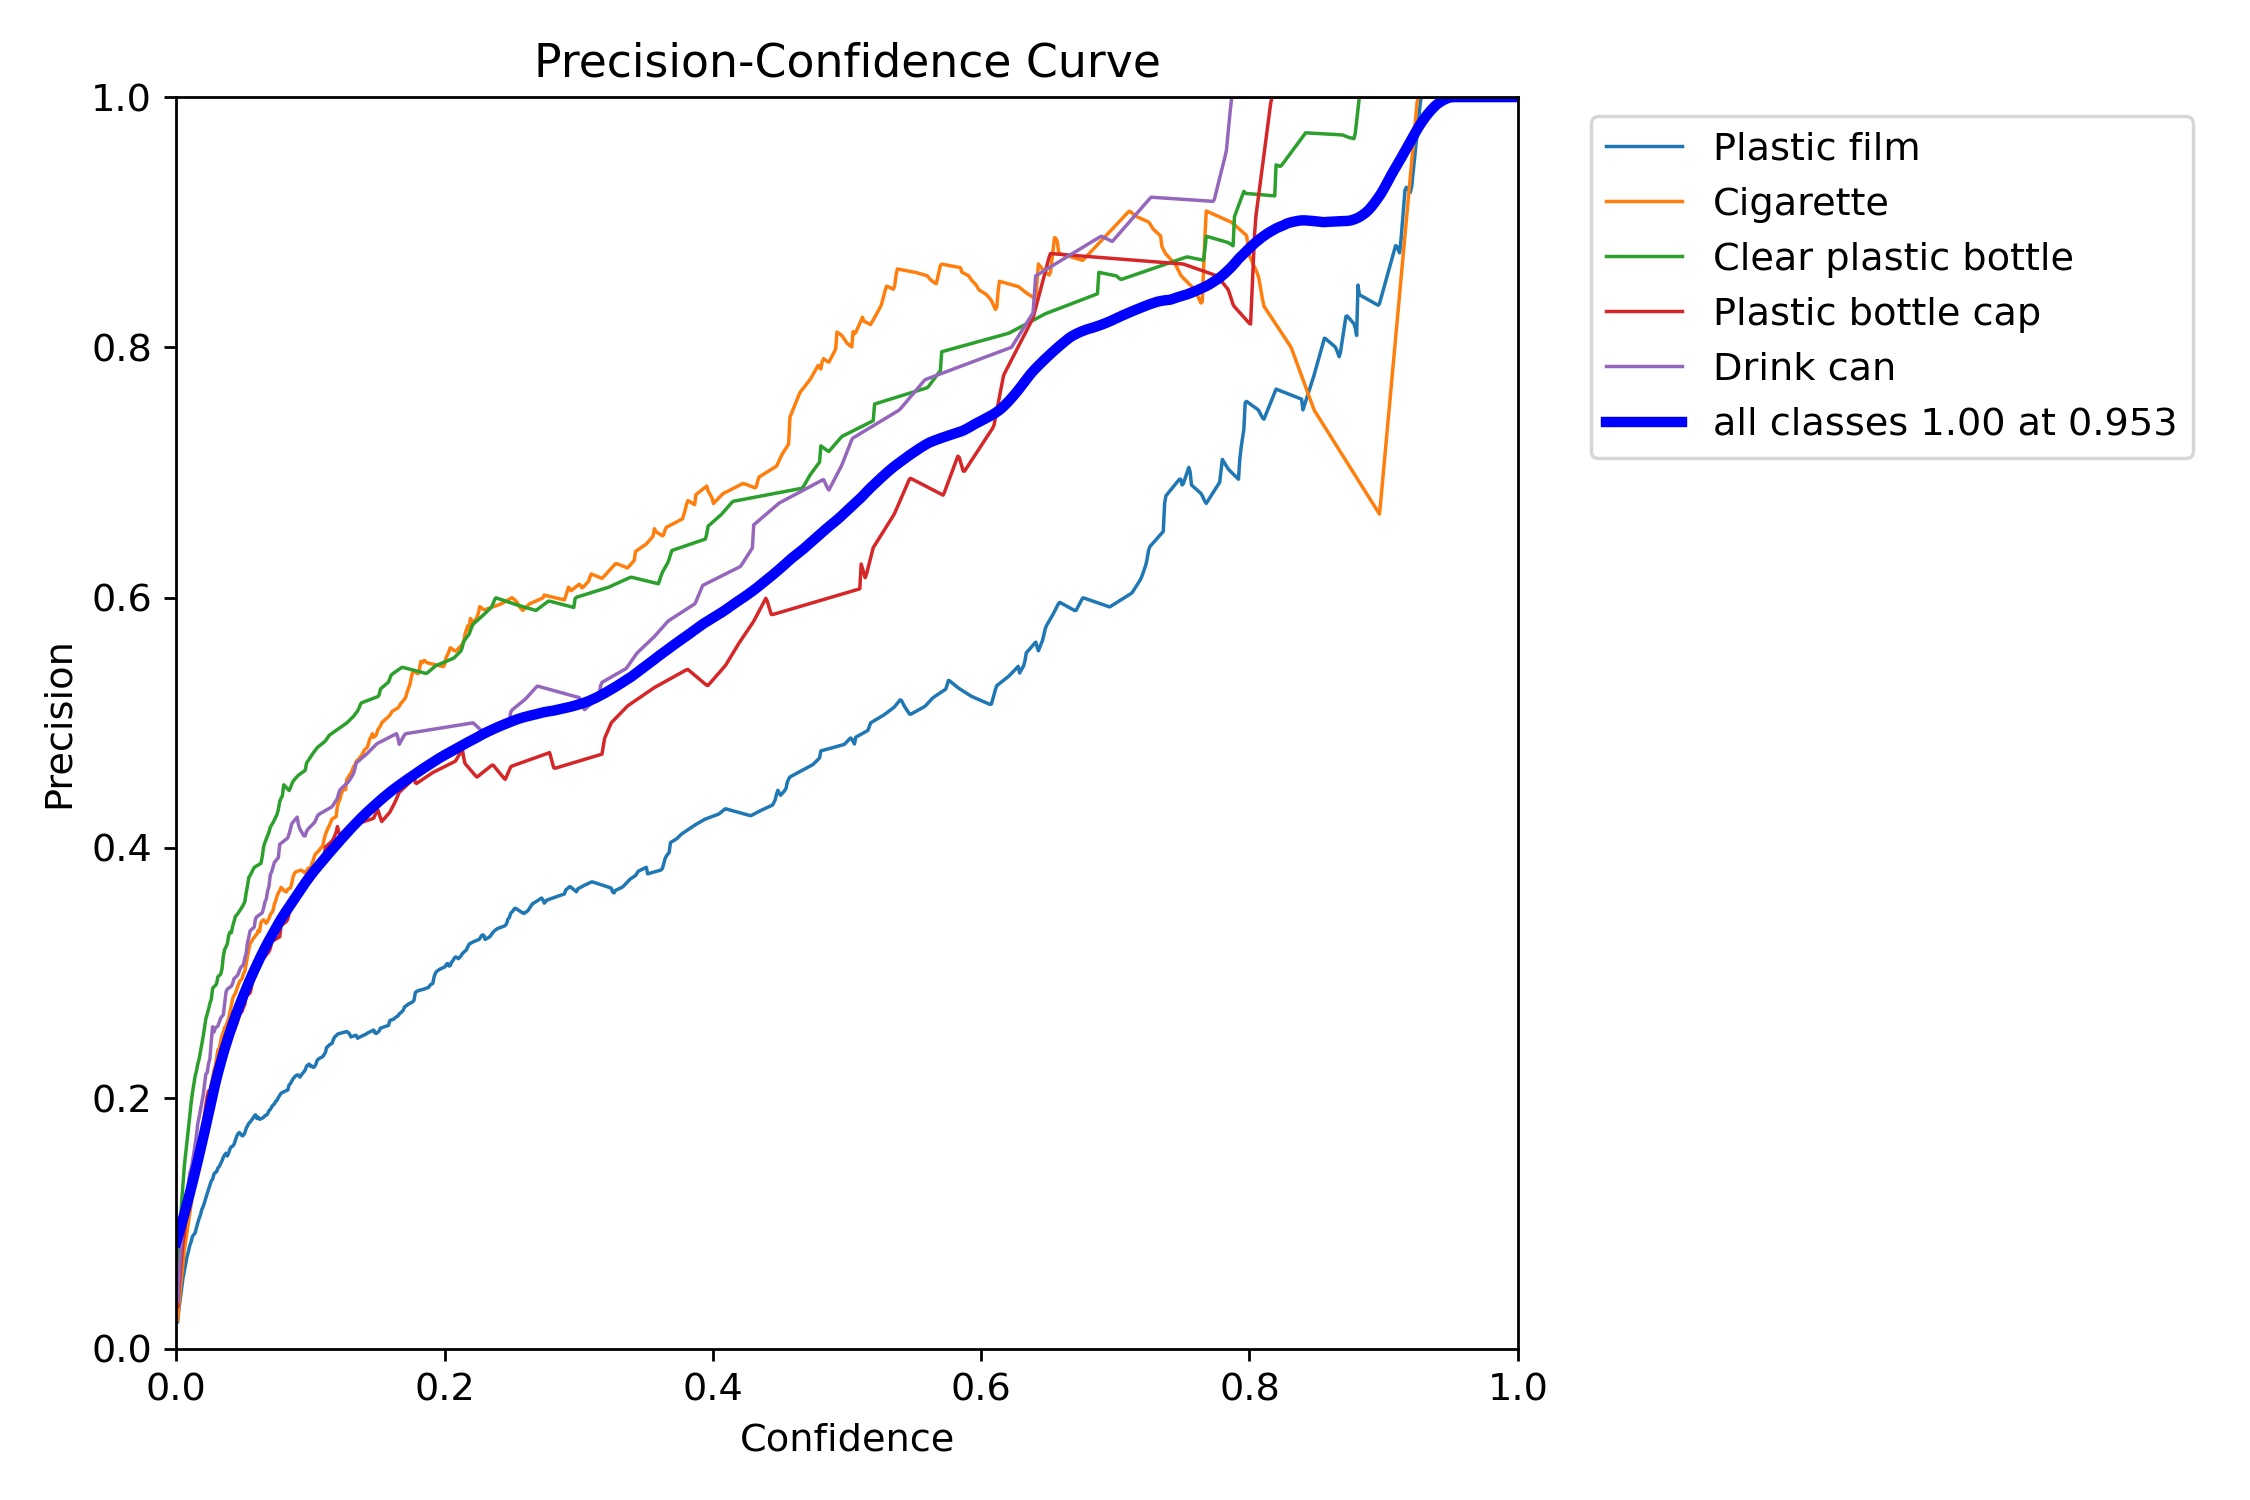 Precision-Confidence Curve
1.0
0.8
0.6
0.4
0.2
0.0
Precision
0.0 0.2 0.4 0.6 0.8 1.0
Confidence
Plastic film
Cigarette
Clear plastic bottle
Plastic bottle cap
Drink can
all classes 1.00 at 0.953